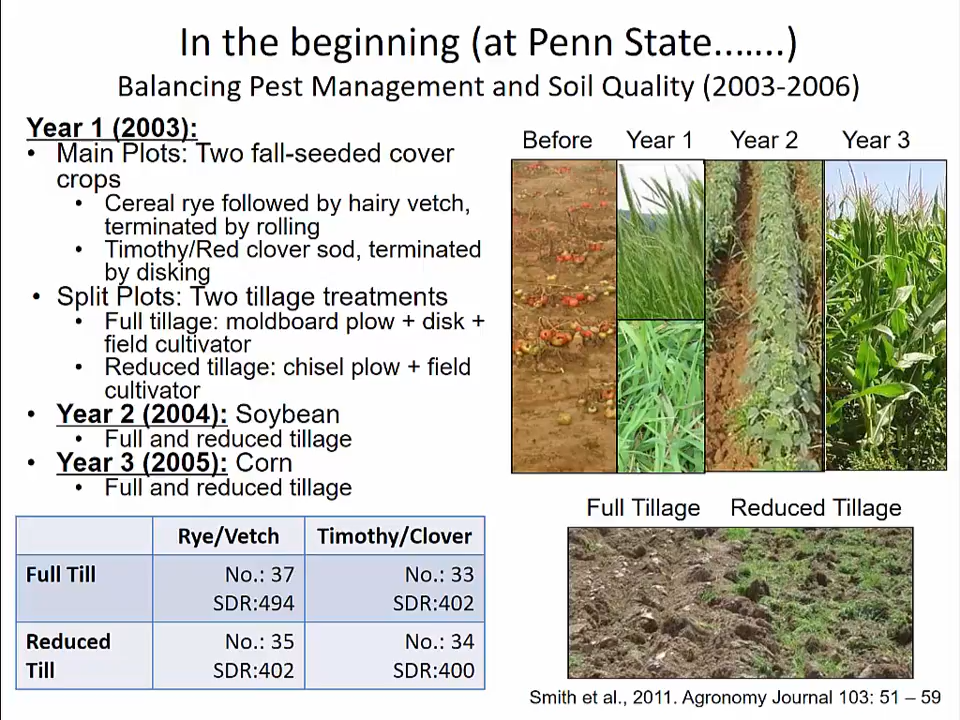 In the beginning (at Penn State…....)
Balancing Pest Management and Soil Quality (2003-2006)
Year 1 (2003):
• Main Plots: Two fall-seeded cover
crops
• Cereal rye followed by hairy vetch,
terminated by rolling
• Timothy/Red clover sod, terminated
by disking
• Split Plots: Two tillage treatments
• Full tillage: moldboard plow + disk +
field cultivator
• Reduced tillage: chisel plow + field
cultivator
• Year 2 (2004): Soybean
• Full and reduced tillage
• Year 3 (2005): Corn
• Full and reduced tillage
Before Year 1 Year 2 Year 3
Full Tillage Reduced Tillage
Rye/Vetch Timothy/Clover
Full Till No.: 37 No.: 33
SDR:494 SDR:402
Reduced No.: 35 No.: 34
Till SDR:402 SDR:400
Smith et al., 2011. Agronomy Journal 103: 51 – 59